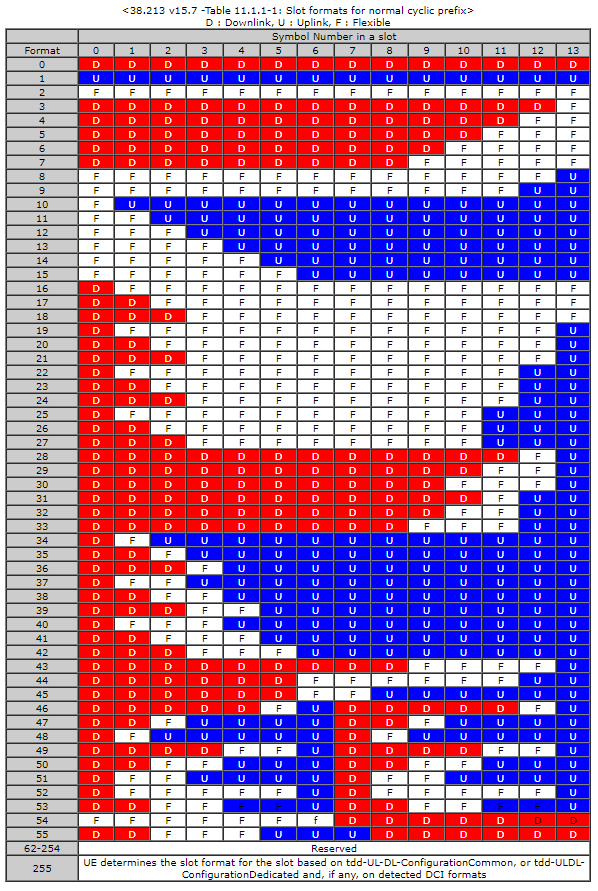 <38.213 v15.7 -Table 11.1.1-1: Slot formats for normal cyclic prefix>
D : Downlink, U : Uplink, F : Flexible
Symbol Number in a slot
Format 0 1 2 3 4 5 6 7 8 9 10 11 12 13
0 D D D D D D D D D D D D D D
1 U U U U U U U U U U U U U U
2 F F F F F F F F F F F F F F
3 D D D D D D D D D D D D D F
4 D D D D D D D D D D D D F F
5 D D D D D D D D D D D F F F
6 D D D D D D D D D D F F F F
7 D D D D D D D D D F F F F F
8 F F F F F F F F F F F F F U
9 F F F F F F F F F F F F U U
10 F U U U U U U U U U U U U U
11 F F U U U U U U U U U U U U
12 F F F U U U U U U U U U U U
13 F F F F U U U U U U U U U U
14 F F F F F U U U U U U U U U
15 F F F F F F U U U U U U U U
16 D F F F F F F F F F F F F F
17 D D F F F F F F F F F F F F
18 D D D F F F F F F F F F F F
19 D F F F F F F F F F F F F U
20 D D F F F F F F F F F F F U
21 D D D F F F F F F F F F F U
22 D F F F F F F F F F F F U U
23 D D F F F F F F F F F F U U
24 D D D F F F F F F F F F U U
25 D F F F F F F F F F F U U U
26 D D F F F F F F F F F U U U
27 D D D F F F F F F F F U U U
28 D D D D D D D D D D D D F U
29 D D D D D D D D D D D F F U
30 D D D D D D D D D D F F F U
31 D D D D D D D D D D D F U U
32 D D D D D D D D D D F F U U
33 D D D D D D D D D F F F U U
34 D F U U U U U U U U U U U U
35 D D F U U U U U U U U U U U
36 D D D F U U U U U U U U U U
37 D F F U U U U U U U U U U U
38 D D F F U U U U U U U U U U
39 D D D F F U U U U U U U U U
40 D F F F U U U U U U U U U U
41 D D F F F U U U U U U U U U
42 D D D F F F U U U U U U U U
43 D D D D D D D D D F F F F U
44 D D D D D D F F F F F F U U
45 D D D D D D F F U U U U U U
46 D D D D D F U D D D D D F U
47 D D F U U U U D D F U U U U
48 D F U U U U U D F U U U U U
49 D D D D F F U D D D D F F U
50 D D F F U U U D D F F U U U
51 D F F U U U U D F F U U U U
52 D F F F F F U D F F F F F U
53 D D F F F F U D D F F F F U
54 F F F F F F f D D D D D D D
55 D D F F F U U U D D D D D D
62-254 Reserved
255 UE determines the slot format for the slot based on tdd-UL-DL-ConfigurationCommon, or tdd-ULDL-
ConfigurationDedicated and, if any, on detected DCI formats